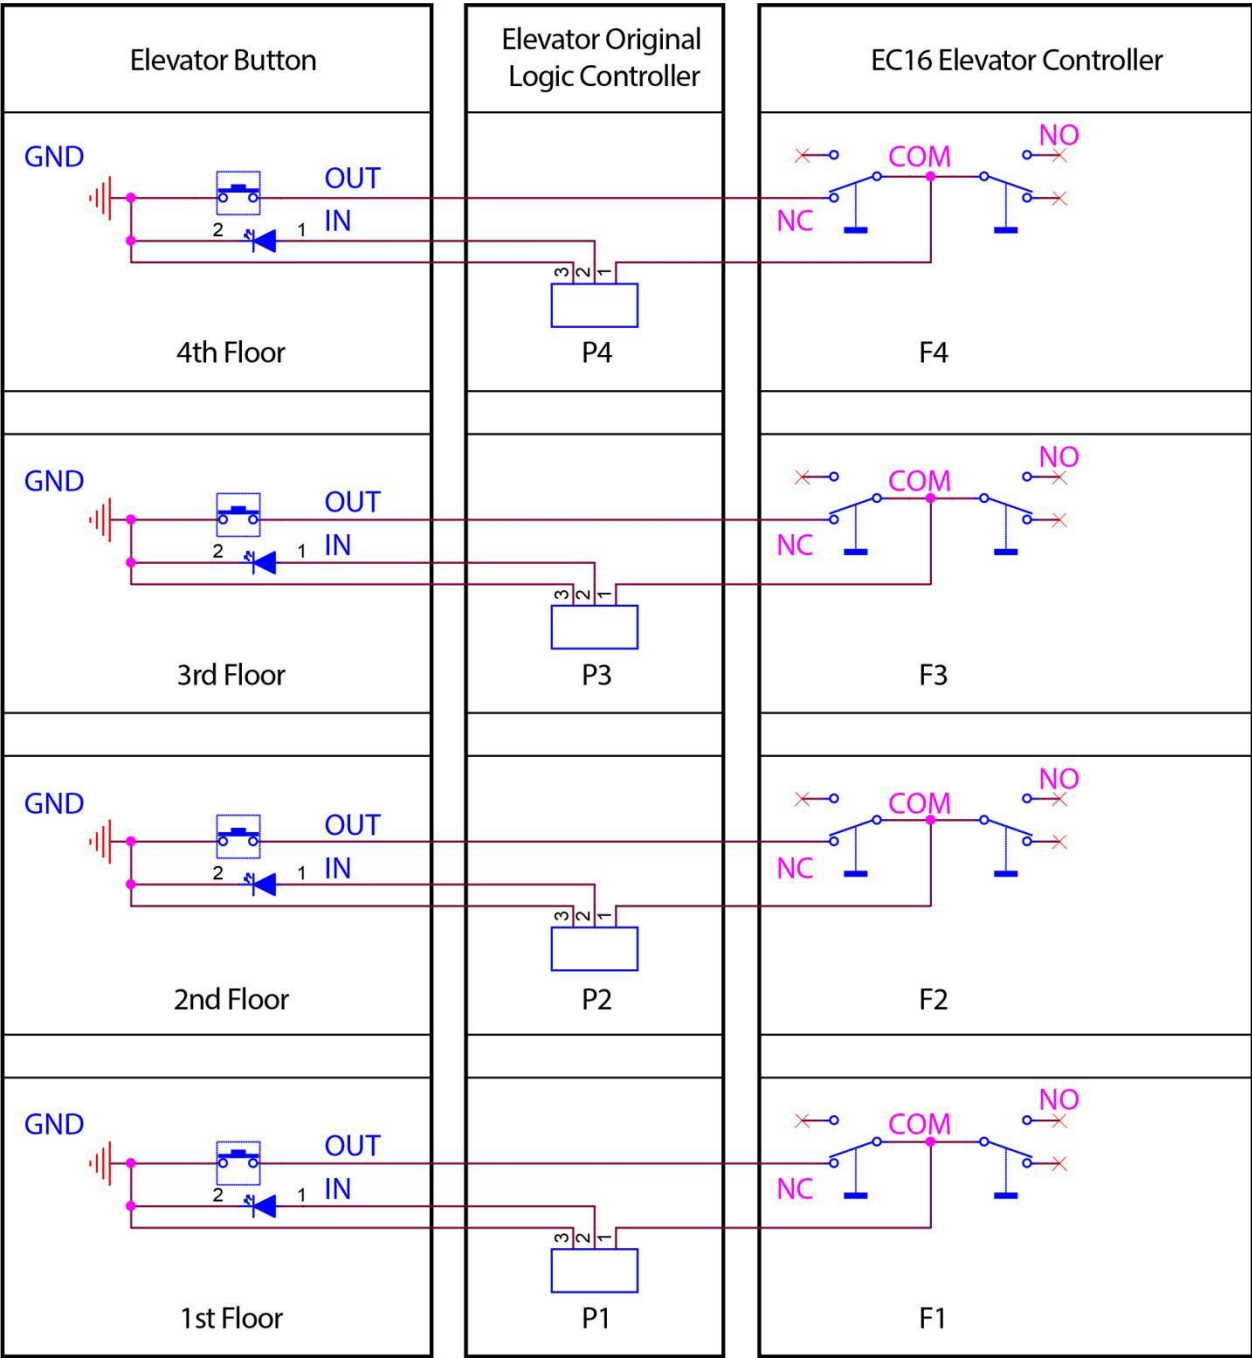 Elevator Button
Elevator Original
Logic Controller
EC16 Elevator Controller
GND
OUT
IN
2
1
3
2
1
NC
COM
NO
4th Floor
P4
F4
GND
OUT
IN
2
1
3
2
1
NC
COM
NO
3rd Floor
P3
F3
GND
OUT
IN
2
1
3
2
1
NC
COM
NO
2nd Floor
P2
F2
GND
OUT
IN
2
1
3
2
1
NC
COM
NO
1st Floor
P1
F1